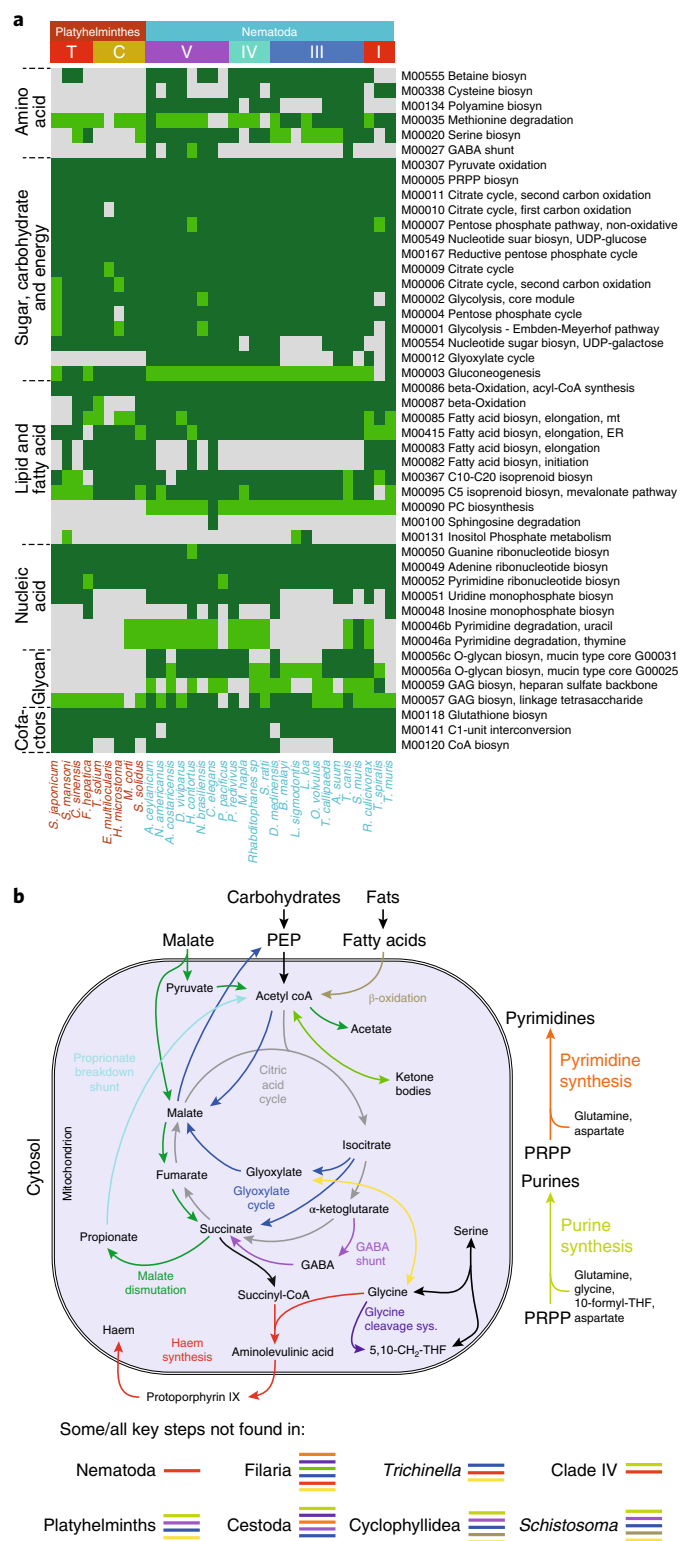 a
Platyhelminthes
Nematoda
T
C
V
IV
III
I
Amino acid
M00555 Betaine biosyn
M00338 Cysteine biosyn
M00134 Polyamine biosyn
M00035 Methionine degradation
M00020 Serine biosyn
M00027 GABA shunt
Sugar, carbohydrate and energy
M00307 Pyruvate oxidation
M00005 PRPP biosyn
M00011 Citrate cycle, second carbon oxidation
M00010 Citrate cycle, first carbon oxidation
M00007 Pentose phosphate pathway, non-oxidative
M00549 Nucleotide suar biosyn, UDP-glucose
M00167 Reductive pentose phosphate cycle
M00009 Citrate cycle
M00006 Citrate cycle, second carbon oxidation
M00002 Glycolysis, core module
M00004 Pentose phosphate cycle
M00001 Glycolysis - Embden-Meyerhof pathway
M00554 Nucleotide sugar biosyn, UDP-galactose
M00012 Glyoxylate cycle
M00003 Gluconeogenesis
Lipid and fatty acid
M00086 beta-Oxidation, acyl-CoA synthesis
M00087 beta-Oxidation
M00085 Fatty acid biosyn, elongation, mt
M00415 Fatty acid biosyn, elongation, ER
M00083 Fatty acid biosyn, elongation
M00082 Fatty acid biosyn, initiation
M00367 C10-C20 isoprenoid biosyn
M00095 C5 isoprenoid biosyn, mevalonate pathway
M00090 PC biosynthesis
M00100 Sphingosine degradation
M00131 Inositol Phosphate metabolism
Nucleic acid
M00050 Guanine ribonucleotide biosyn
M00049 Adenine ribonucleotide biosyn
M00052 Pyrimidine ribonucleotide biosyn
M00051 Uridine monophosphate biosyn
M00048 Inosine monophosphate biosyn
M00046b Pyrimidine degradation, uracil
M00046a Pyrimidine degradation, thymine
Glycan
M00056c O-glycan biosyn, mucin type core G00031
M00056a O-glycan biosyn, mucin type core G00025
M00059 GAG biosyn, heparan sulfate backbone
M00057 GAG biosyn, linkage tetrasaccharide
Cofa-ctors
M00118 Glutathione biosyn
M00141 C1-unit interconversion
M00120 CoA biosyn
S. japonicum
S. mansoni
C. sinensis
F. hepatica
T. solium
E. multilocularis
H. microstoma
M. corti
S. solidus
A. ceylanicum
N. americanus
A. costaricensis
D. viviparus
H. contortus
N. brasiliensis
C. elegans
P. pacificus
P. redivivus
M. hapla
Rhabditophanes sp
S. ratti
D. medinensis
B. malayi
L. sigmodontis
L. loa
O. volvulus
T. callipaeda
A. suum
T. canis
S. muris
R. culicivorax
T. spiralis
T. muris
b
Carbohydrates
Fats
Malate
PEP
Fatty acids
Pyruvate
Acetyl coA
β-oxidation
Acetate
Pyrimidines
Proprionate breakdown shunt
Citric acid cycle
Ketone bodies
Pyrimidine synthesis
Malate
Isocitrate
Glutamine, aspartate
Cytosol
Mitochondrion
PRPP
Fumarate
Glyoxylate
Glyoxylate cycle
α-ketoglutarate
Purines
Succinate
Serine
Propionate
GABA shunt
GABA
Purine synthesis
Malate dismutation
Succinyl-CoA
Glycine
Glycine cleavage sys.
Glutamine, glycine, 10-formyl-THF, aspartate
PRPP
Haem
Haem synthesis
Aminolevulinic acid
5,10-CH₂-THF
Protoporphyrin IX
Some/all key steps not found in:
Nematoda
Filaria
Trichinella
Clade IV
Platyhelminths
Cestoda
Cyclophyllidea
Schistosoma